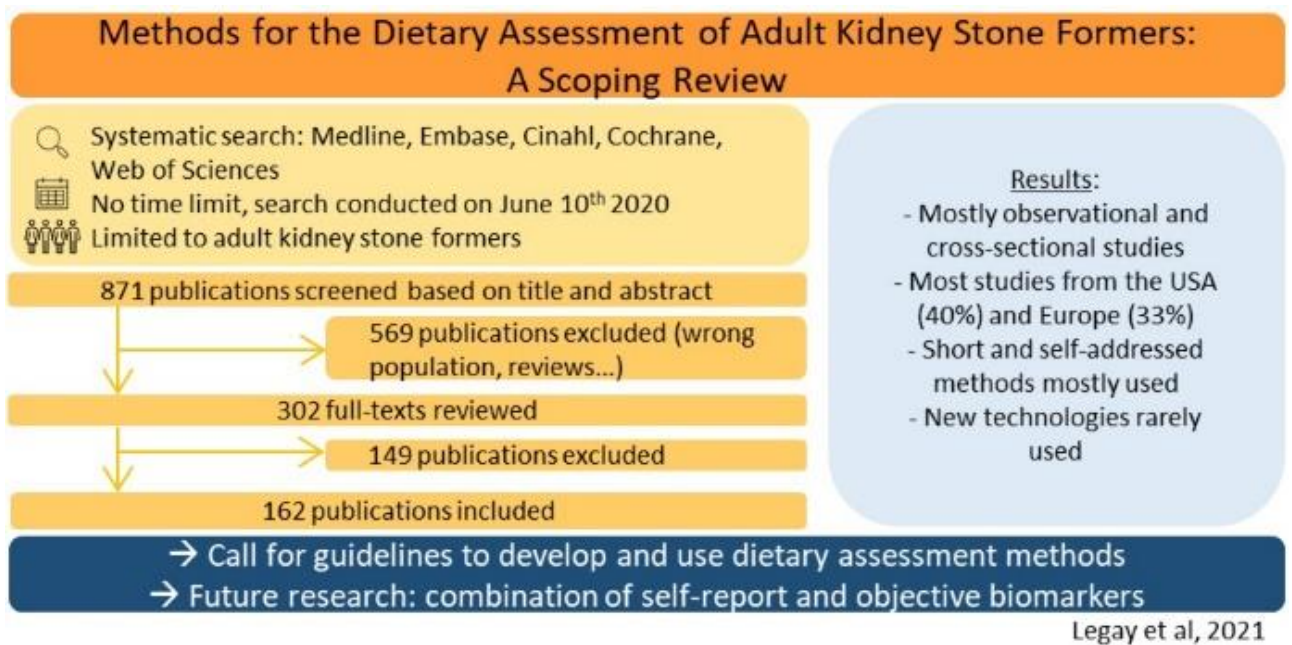 Methods for the Dietary Assessment of Adult Kidney Stone Formers:
A Scoping Review
Systematic search: Medline, Embase, Cinahl, Cochrane,
Web of Sciences
No time limit, search conducted on June 10th 2020
Limited to adult kidney stone formers
871 publications screened based on title and abstract
569 publications excluded (wrong
population, reviews...)
302 full-texts reviewed
149 publications excluded
162 publications included
Results:
- Mostly observational and
cross-sectional studies
- Most studies from the USA
(40%) and Europe (33%)
- Short and self-addressed
methods mostly used
- New technologies rarely
used
→ Call for guidelines to develop and use dietary assessment methods
→ Future research: combination of self-report and objective biomarkers
Legay et al, 2021